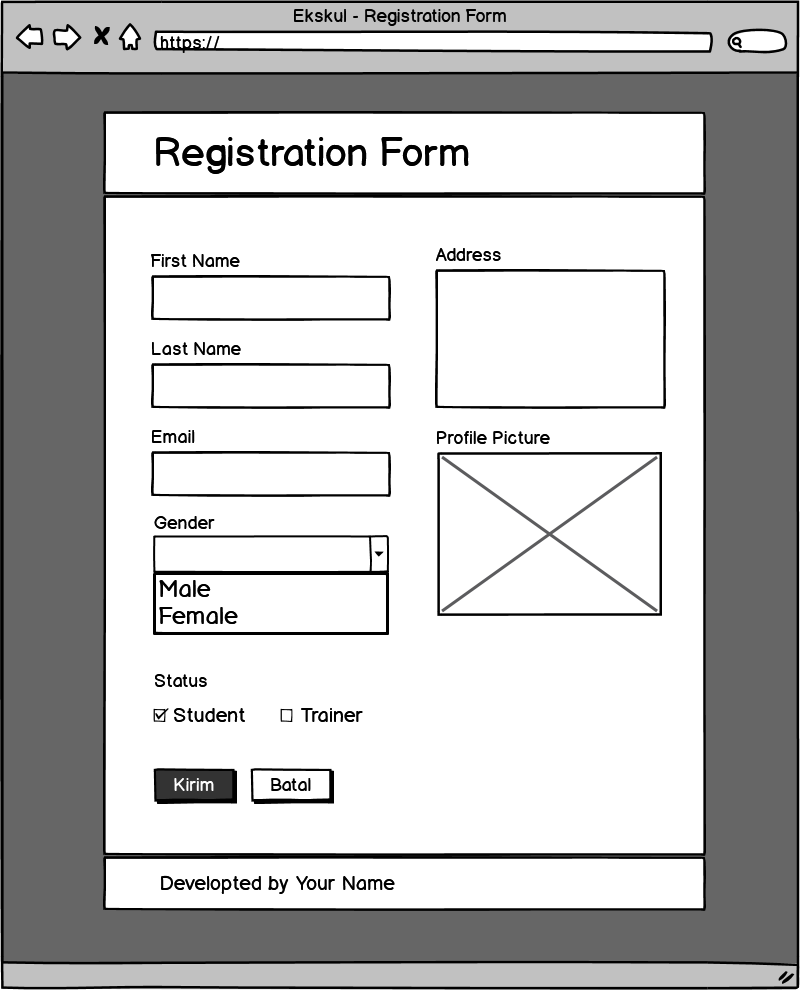 Ekskul - Registration Form
https://
Registration Form
First Name
Last Name
Email
Gender
Male
Female
Status
Student Trainer
Kirim Batal
Address
Profile Picture
Developted by Your Name